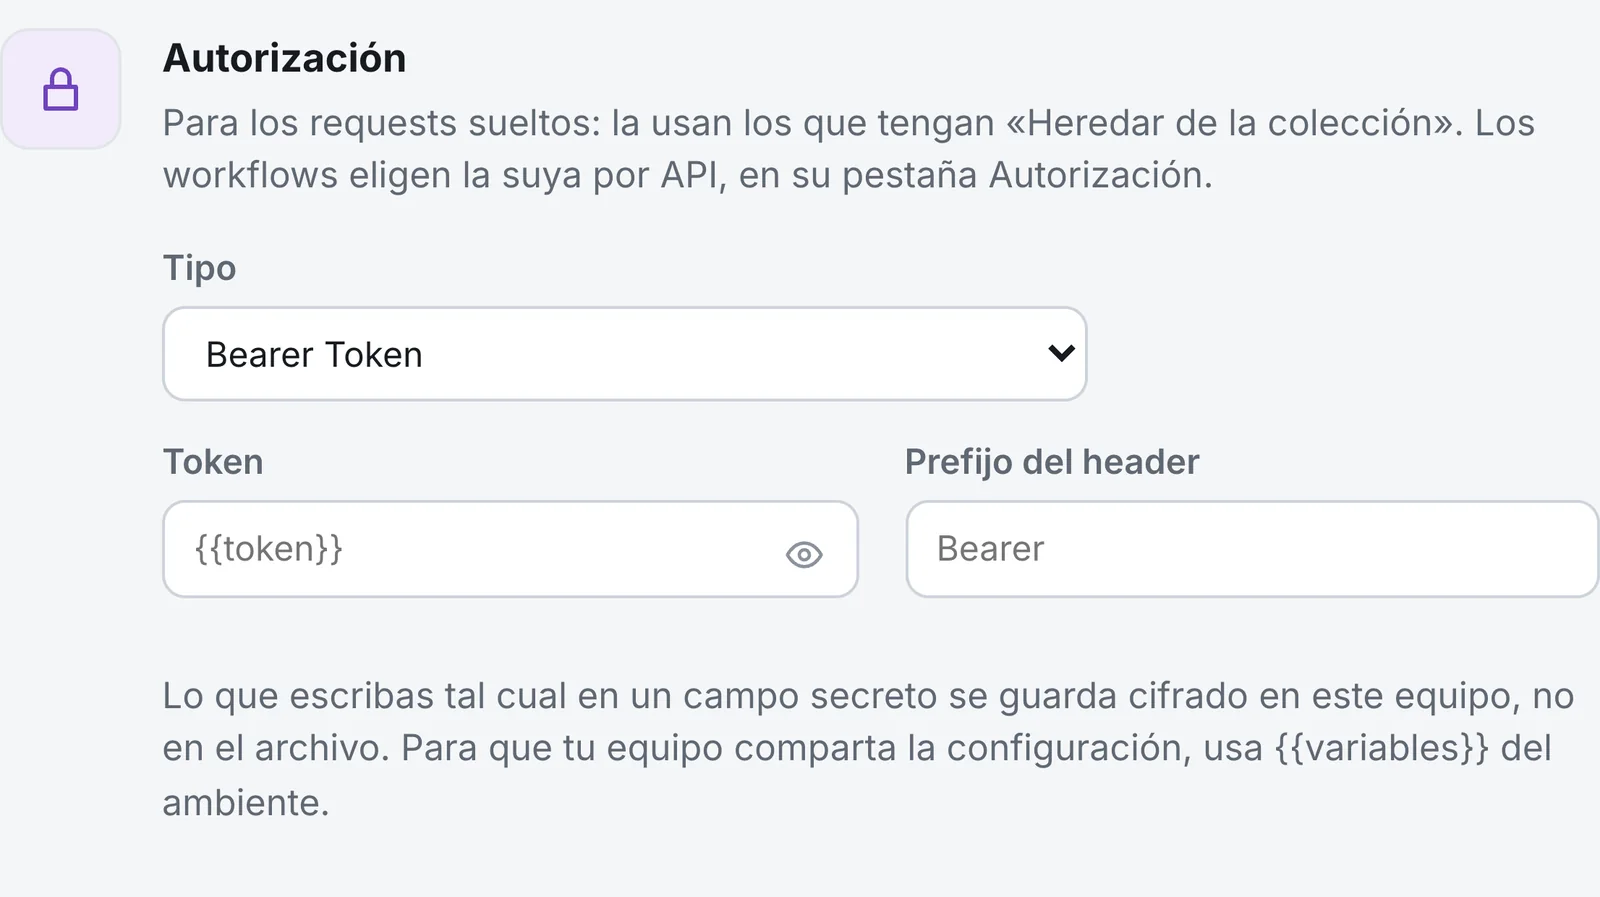 Autorización
Para los requests sueltos: la usan los que tengan «Heredar de la colección». Los
workflows eligen la suya por API, en su pestaña Autorización.
Tipo
Bearer Token
Token
Prefijo del header
{{token}}
Bearer
Lo que escribas tal cual en un campo secreto se guarda cifrado en este equipo, no
en el archivo. Para que tu equipo comparta la configuración, usa {{variables}} del
ambiente.